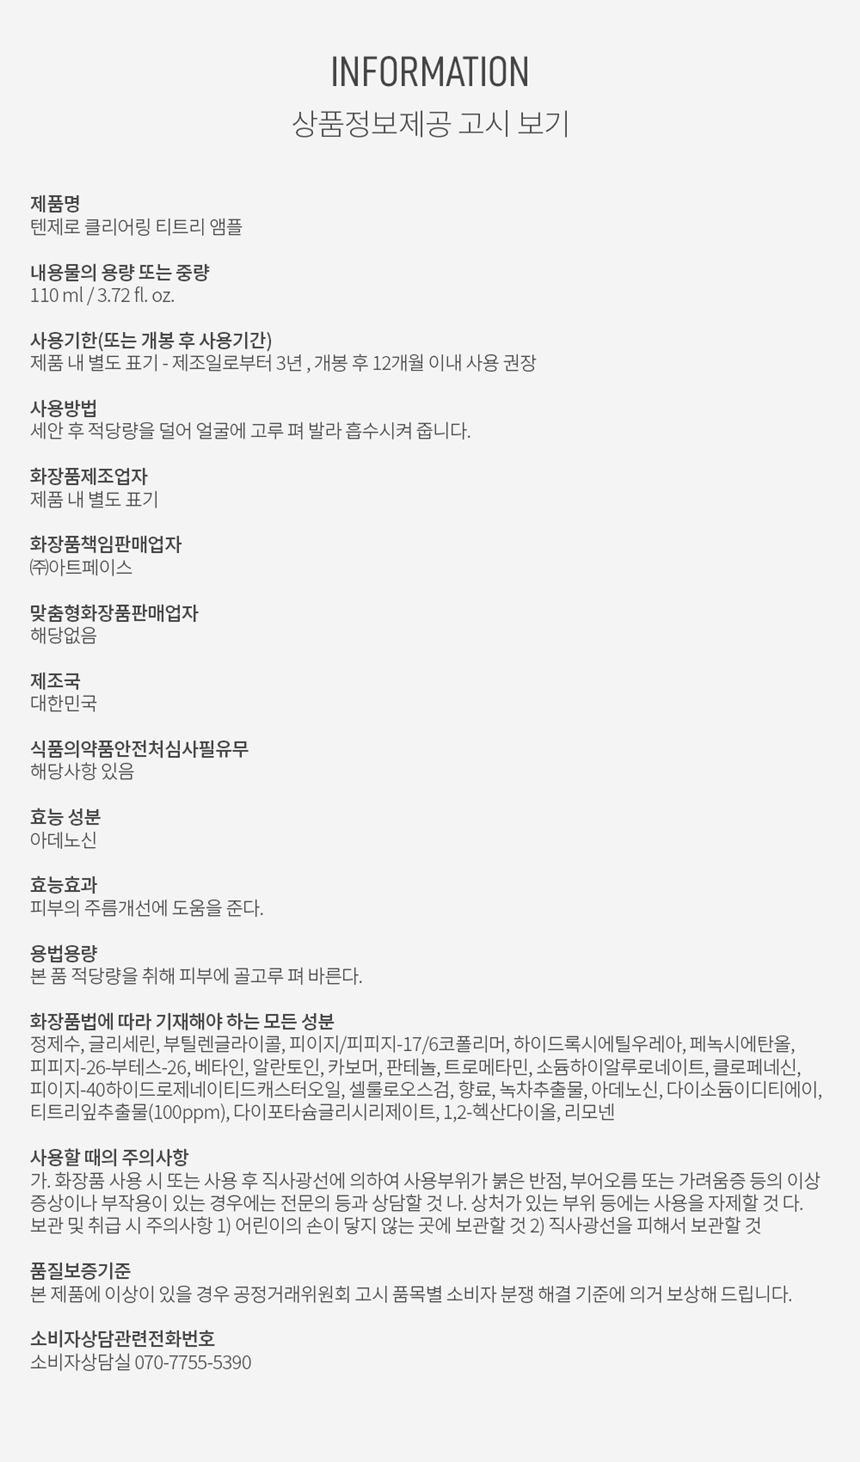 INFORMATION
상품정보제공 고시 보기
제품명
텐제로 클리어링 티트리 앰플
내용물의 용량 또는 중량
110 ml / 3.72 fl. oz.
사용기한(또는 개봉 후 사용기간)
제품 내 별도 표기 - 제조일로부터 3년 , 개봉 후 12개월 이내 사용 권장
사용방법
세안 후 적당량을 덜어 얼굴에 고루 펴 발라 흡수시켜 줍니다.
화장품제조업자
제품 내 별도 표기
화장품책임판매업자
㈜아트페이스
맞춤형화장품판매업자
해당없음
제조국
대한민국
식품의약품안전처심사필유무
해당사항 있음
효능 성분
아데노신
효능효과
피부의 주름개선에 도움을 준다.
용법용량
본 품 적당량을 취해 피부에 골고루 펴 바른다.
화장품법에 따라 기재해야 하는 모든 성분
정제수, 글리세린, 부틸렌글라이콜, 피이지/피피지-17/6코폴리머, 하이드록시에틸우레아, 페녹시에탄올,
피피지-26-부테스-26, 베타인, 알란토인, 카보머, 판테놀, 트로메타민, 소듐하이알루로네이트, 클로페네신,
피이지-40하이드로제네이티드캐스터오일, 셀룰로오스검, 향료, 녹차추출물, 아데노신, 다이소듐이디티에이,
티트리잎추출물(100ppm), 다이포타슘글리시리제이트, 1,2-헥산다이올, 리모넨
사용할 때의 주의사항
가. 화장품 사용 시 또는 사용 후 직사광선에 의하여 사용부위가 붉은 반점, 부어오름 또는 가려움증 등의 이상
증상이나 부작용이 있는 경우에는 전문의 등과 상담할 것 나. 상처가 있는 부위 등에는 사용을 자제할 것 다.
보관 및 취급 시 주의사항 1) 어린이의 손이 닿지 않는 곳에 보관할 것 2) 직사광선을 피해서 보관할 것
품질보증기준
본 제품에 이상이 있을 경우 공정거래위원회 고시 품목별 소비자 분쟁 해결 기준에 의거 보상해 드립니다.
소비자상담관련전화번호
소비자상담실 070-7755-5390